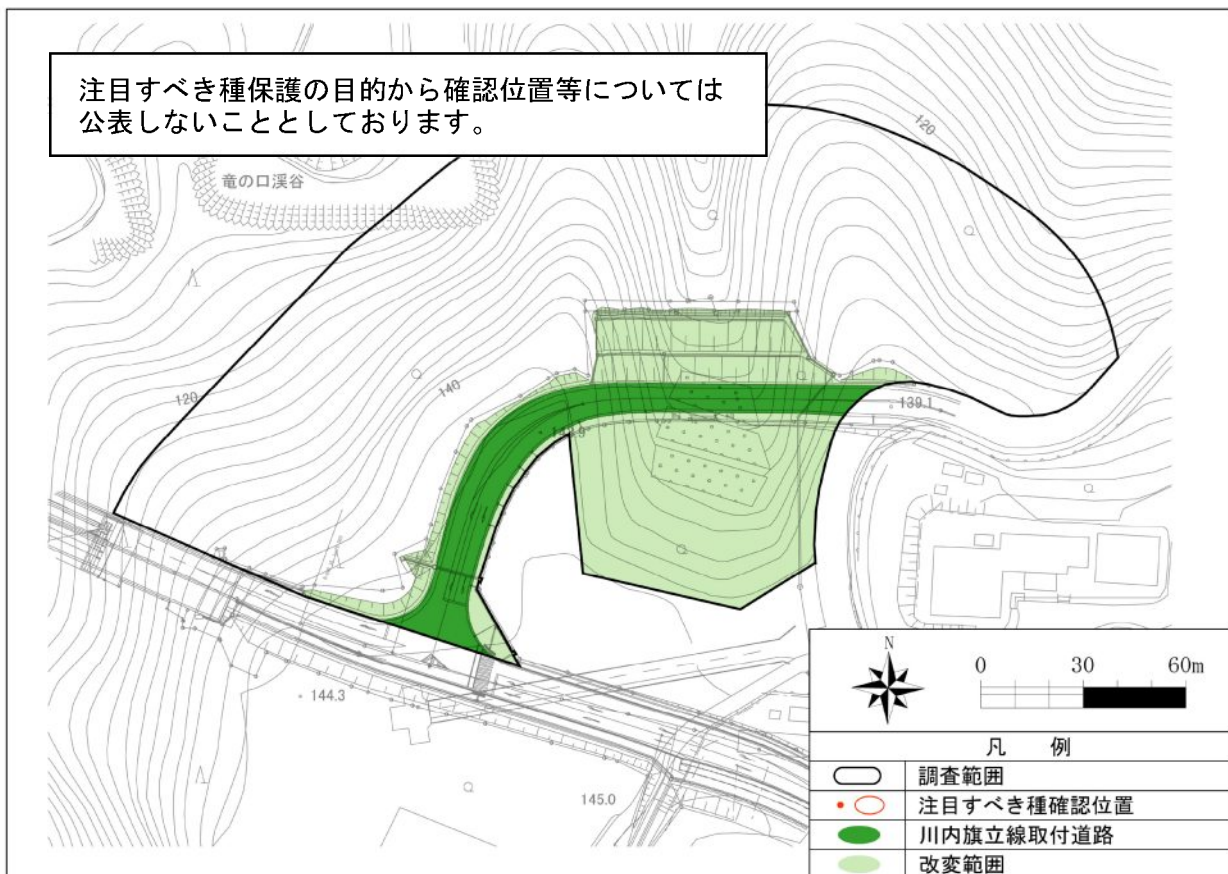 注目すべき種保護の目的から確認位置等については
公表しないこととしております。
120
竜の口渓谷
140
120
139.1
144.3
145.0
N
0 30 60m
凡 例
調査範囲
注目すべき種確認位置
川内旗立線取付道路
改変範囲